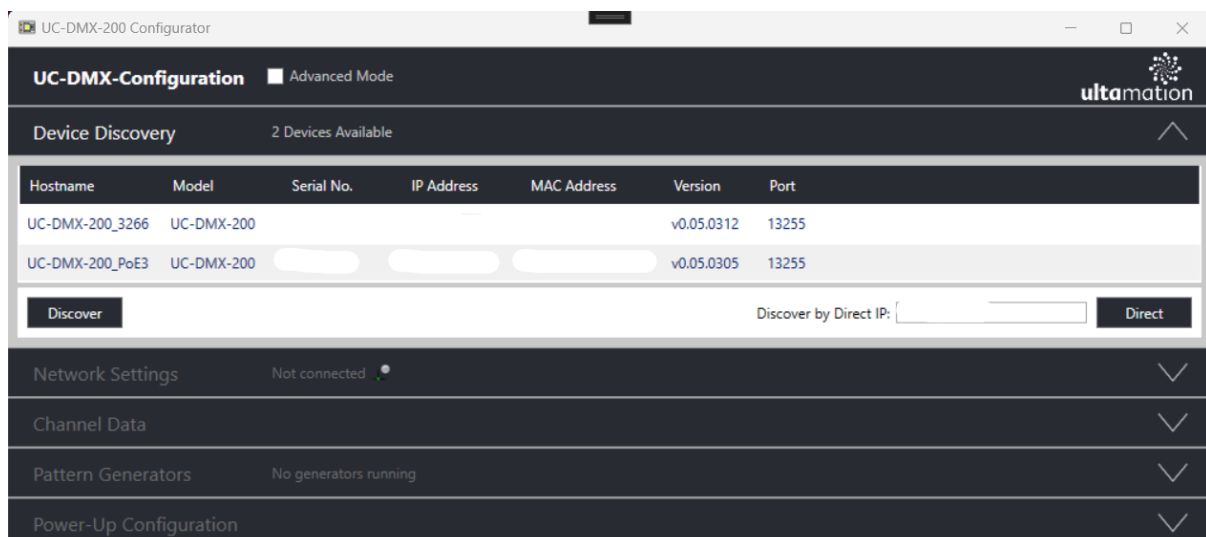 UC-DMX-200 Configurator
UC-DMX-Configuration Advanced Mode
ultamation
Device Discovery 2 Devices Available
Hostname Model Serial No. IP Address MAC Address Version Port
UC-DMX-200_3266 UC-DMX-200 v0.05.0312 13255
UC-DMX-200_PoE3 UC-DMX-200 v0.05.0305 13255
Discover Discover by Direct IP: Direct
Network Settings Not connected
Channel Data
Pattern Generators No generators running
Power-Up Configuration